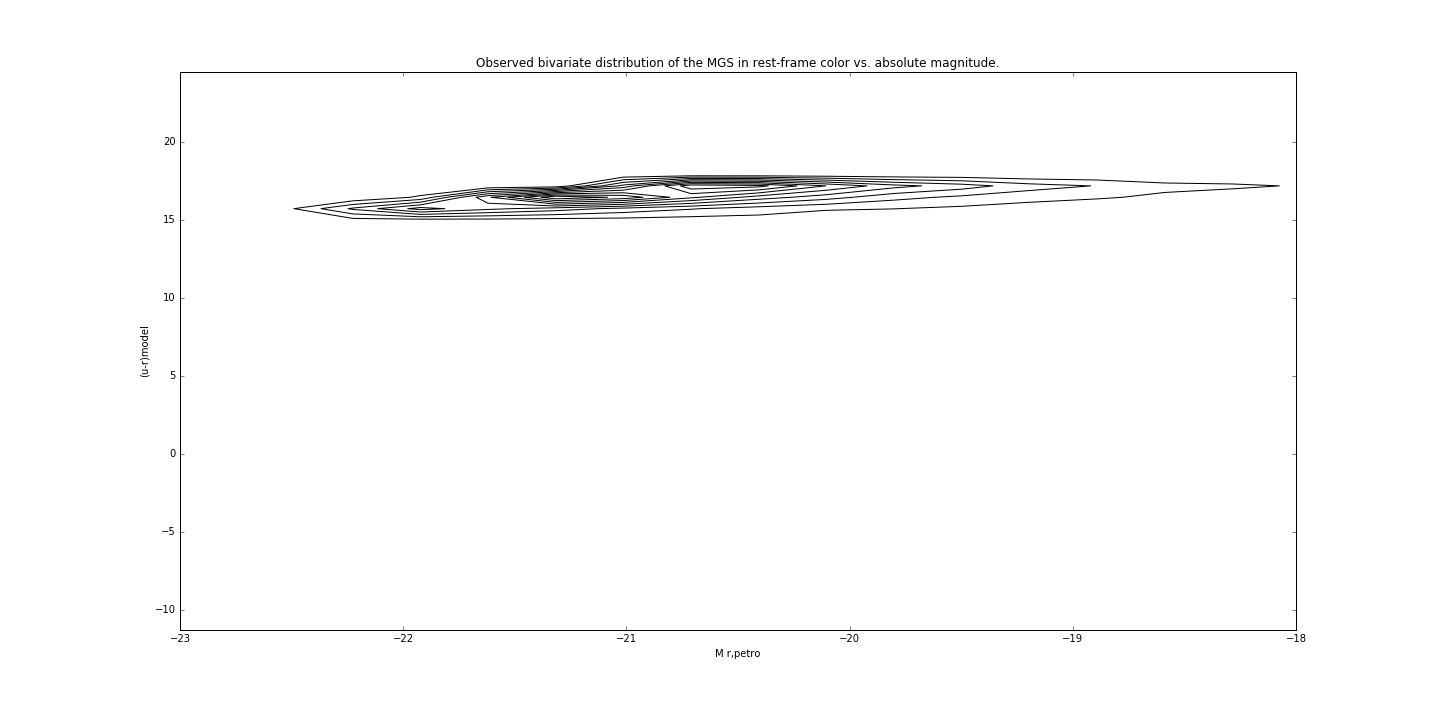 Observed bivariate distribution of the MGS in rest-frame color vs. absolute magnitude.
20
15
10
5
0
−5
−10
(u-r)model
−23 −22 −21 −20 −19 −18
M r,petro